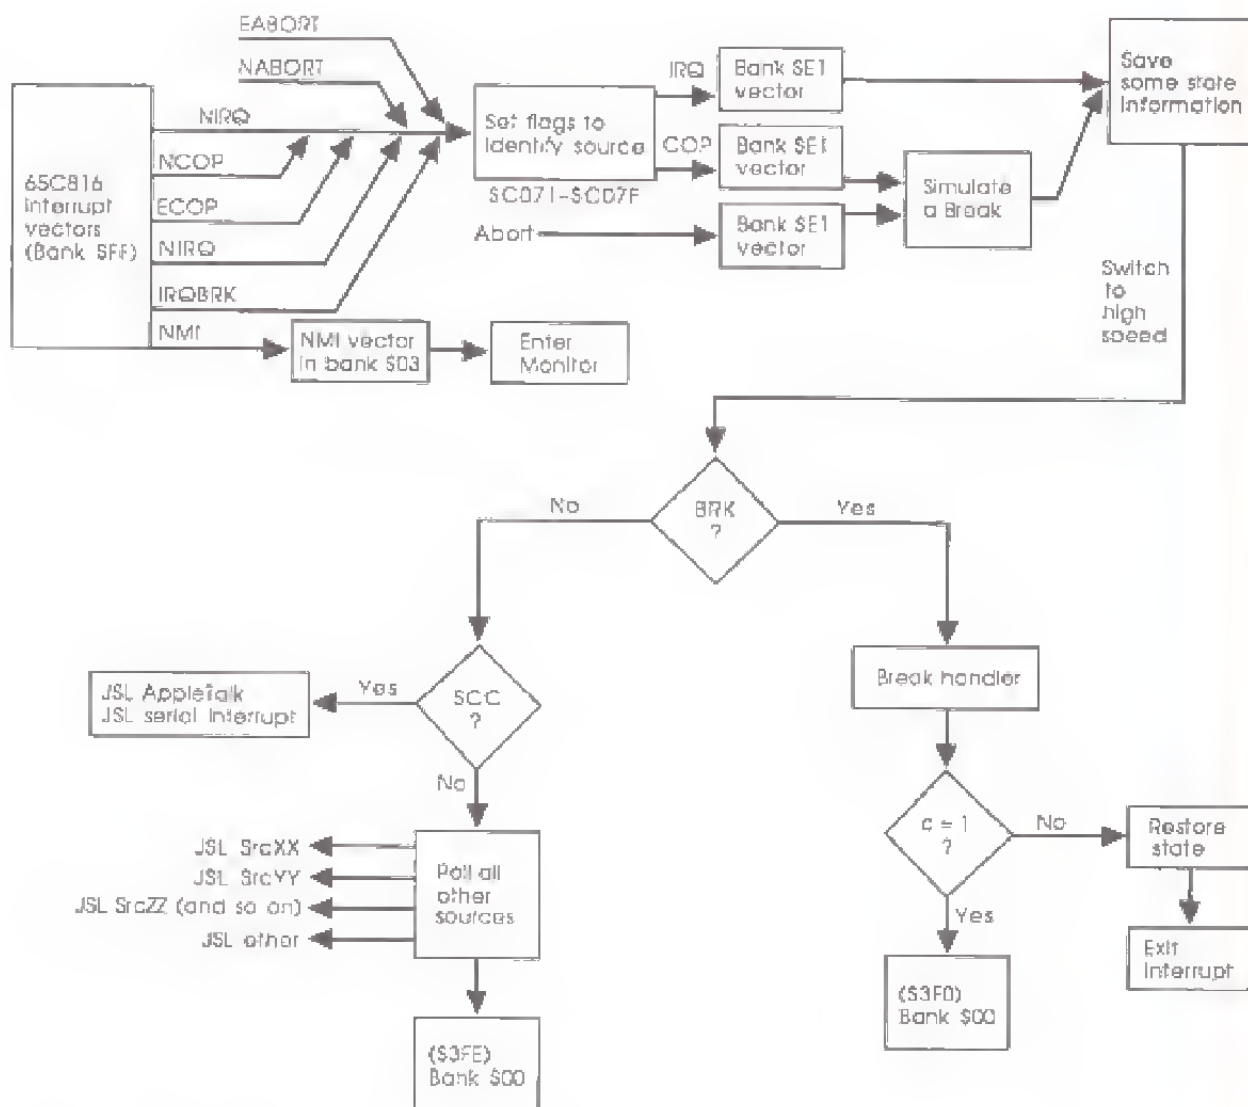 EABORT
NABORT
NIRQ
NCOP
ECOP
NIRQ
IRQBRK
NMI
65C816
Interrupt
vectors
(Bank $FF)
Set flags to
identify source
$C071-$C07F
IRQ
COP
Abort
Bank $E1
vector
Bank $E1
vector
Bank $E1
vector
Simulate
a Break
Save
some state
information
Switch
to
high
speed
NMI vector
in bank $03
Enter
Monitor
BRK
?
No
Yes
SCC
?
Yes
JSL AppleTalk
JSL serial interrupt
No
Break handler
JSL SrcXX
JSL SrcYY
JSL SrcZZ (and so on)
JSL other
Poll all
other
sources
c = 1
?
No
Restore
state
Yes
Exit
interrupt
($3F0)
Bank $00
($3FE)
Bank $00